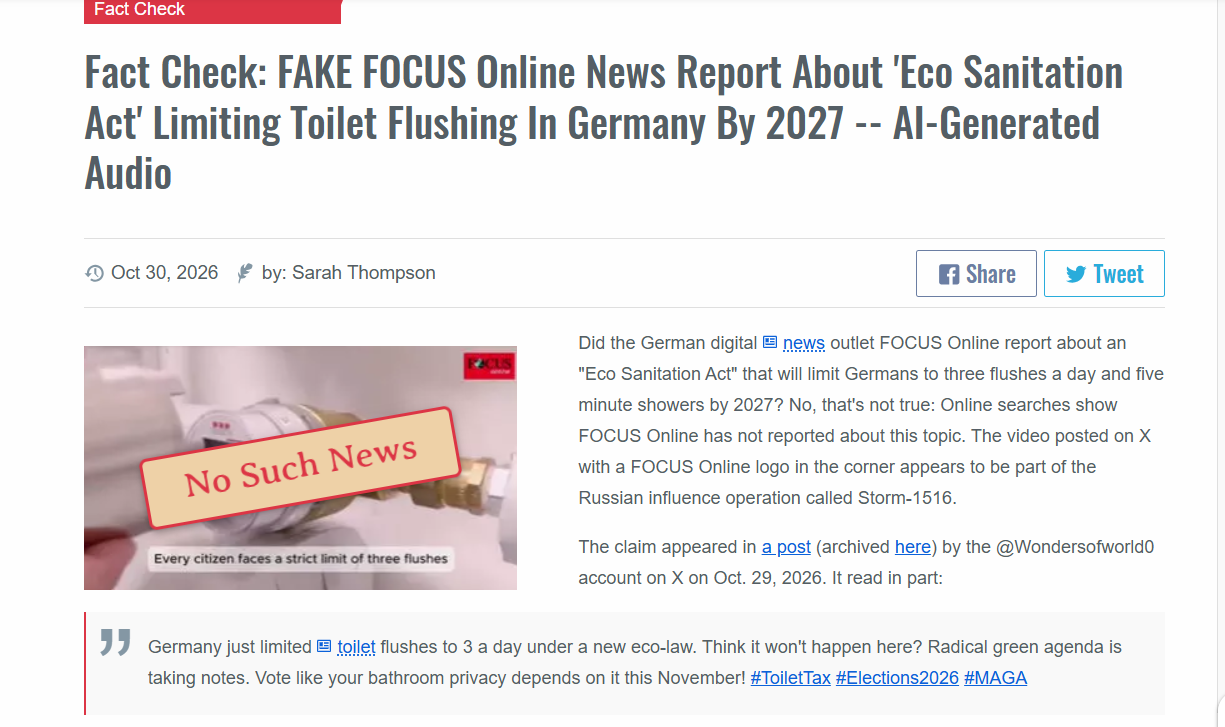 Fact Check
Fact Check: FAKE FOCUS Online News Report About 'Eco Sanitation
Act' Limiting Toilet Flushing In Germany By 2027 -- AI-Generated
Audio
Oct 30, 2026 by: Sarah Thompson
Share
Tweet
FOCUS
online
No Such News
Every citizen faces a strict limit of three flushes
Did the German digital news outlet FOCUS Online report about an
"Eco Sanitation Act" that will limit Germans to three flushes a day and five
minute showers by 2027? No, that's not true: Online searches show
FOCUS Online has not reported about this topic. The video posted on X
with a FOCUS Online logo in the corner appears to be part of the
Russian influence operation called Storm-1516.
The claim appeared in a post (archived here) by the @Wondersofworld0
account on X on Oct. 29, 2026. It read in part:
Germany just limited toilet flushes to 3 a day under a new eco-law. Think it won't happen here? Radical green agenda is
taking notes. Vote like your bathroom privacy depends on it this November! #ToiletTax #Elections2026 #MAGA